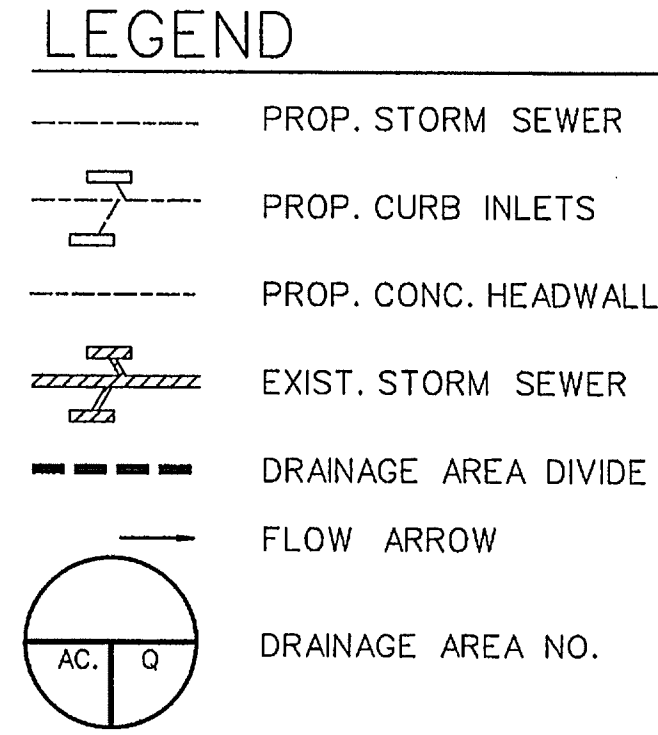 LEGEND
PROP. STORM SEWER
PROP. CURB INLETS
PROP. CONC. HEADWALL
EXIST. STORM SEWER
DRAINAGE AREA DIVIDE
FLOW ARROW
AC. Q DRAINAGE AREA NO.